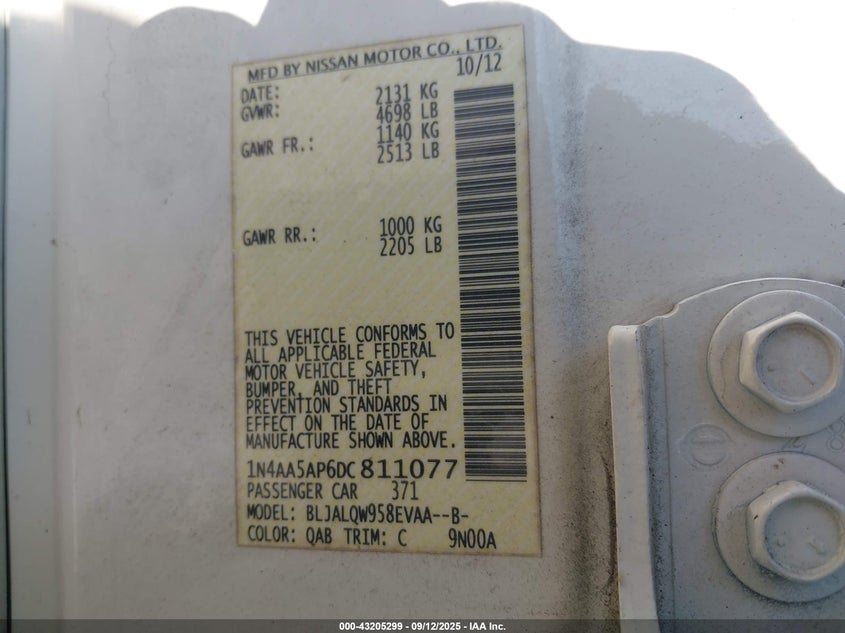 MFD BY NISSAN MOTOR CO., LTD.
DATE: 10/12
GVWR: 2131 KG
4698 LB
GAWR FR.: 1140 KG
2513 LB
GAWR RR.: 1000 KG
2205 LB
THIS VEHICLE CONFORMS TO
ALL APPLICABLE FEDERAL
MOTOR VEHICLE SAFETY,
BUMPER, AND THEFT
PREVENTION STANDARDS IN
EFFECT ON THE DATE OF
MANUFACTURE SHOWN ABOVE.
1N4AA5AP6DC811077
PASSENGER CAR 371
MODEL: BLJALQW958EVAA--B-
COLOR: QAB TRIM: C 9N00A
000-43205299 - 09/12/2025 - IAA Inc.